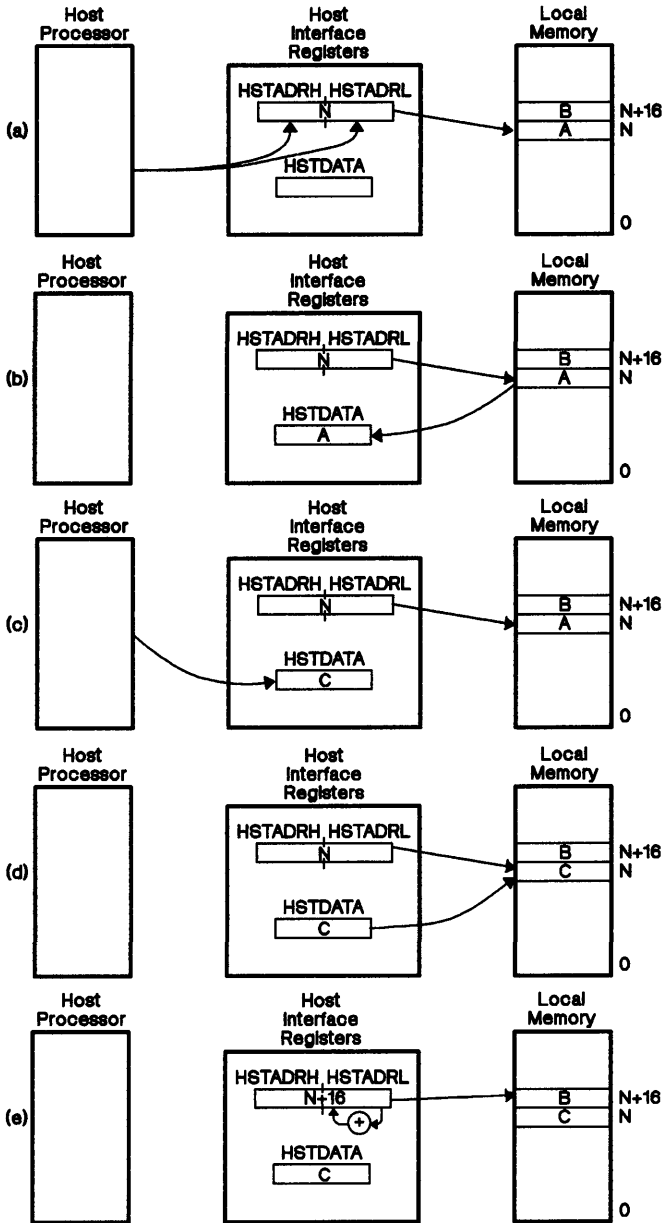 Host
Processor
Host
Interface
Registers
Local
Memory
(a)
HSTADRH HSTADRL
N
HSTDATA
B
N+16
A
N
0
Host
Processor
Host
Interface
Registers
Local
Memory
(b)
HSTADRH HSTADRL
N
HSTDATA
A
B
N+16
A
N
0
Host
Processor
Host
Interface
Registers
Local
Memory
(c)
HSTADRH HSTADRL
N
HSTDATA
C
B
N+16
A
N
0
Host
Processor
Host
Interface
Registers
Local
Memory
(d)
HSTADRH HSTADRL
N
HSTDATA
C
B
N+16
C
N
0
Host
Processor
Host
Interface
Registers
Local
Memory
(e)
HSTADRH HSTADRL
N+16
+
HSTDATA
C
B
N+16
C
N
0